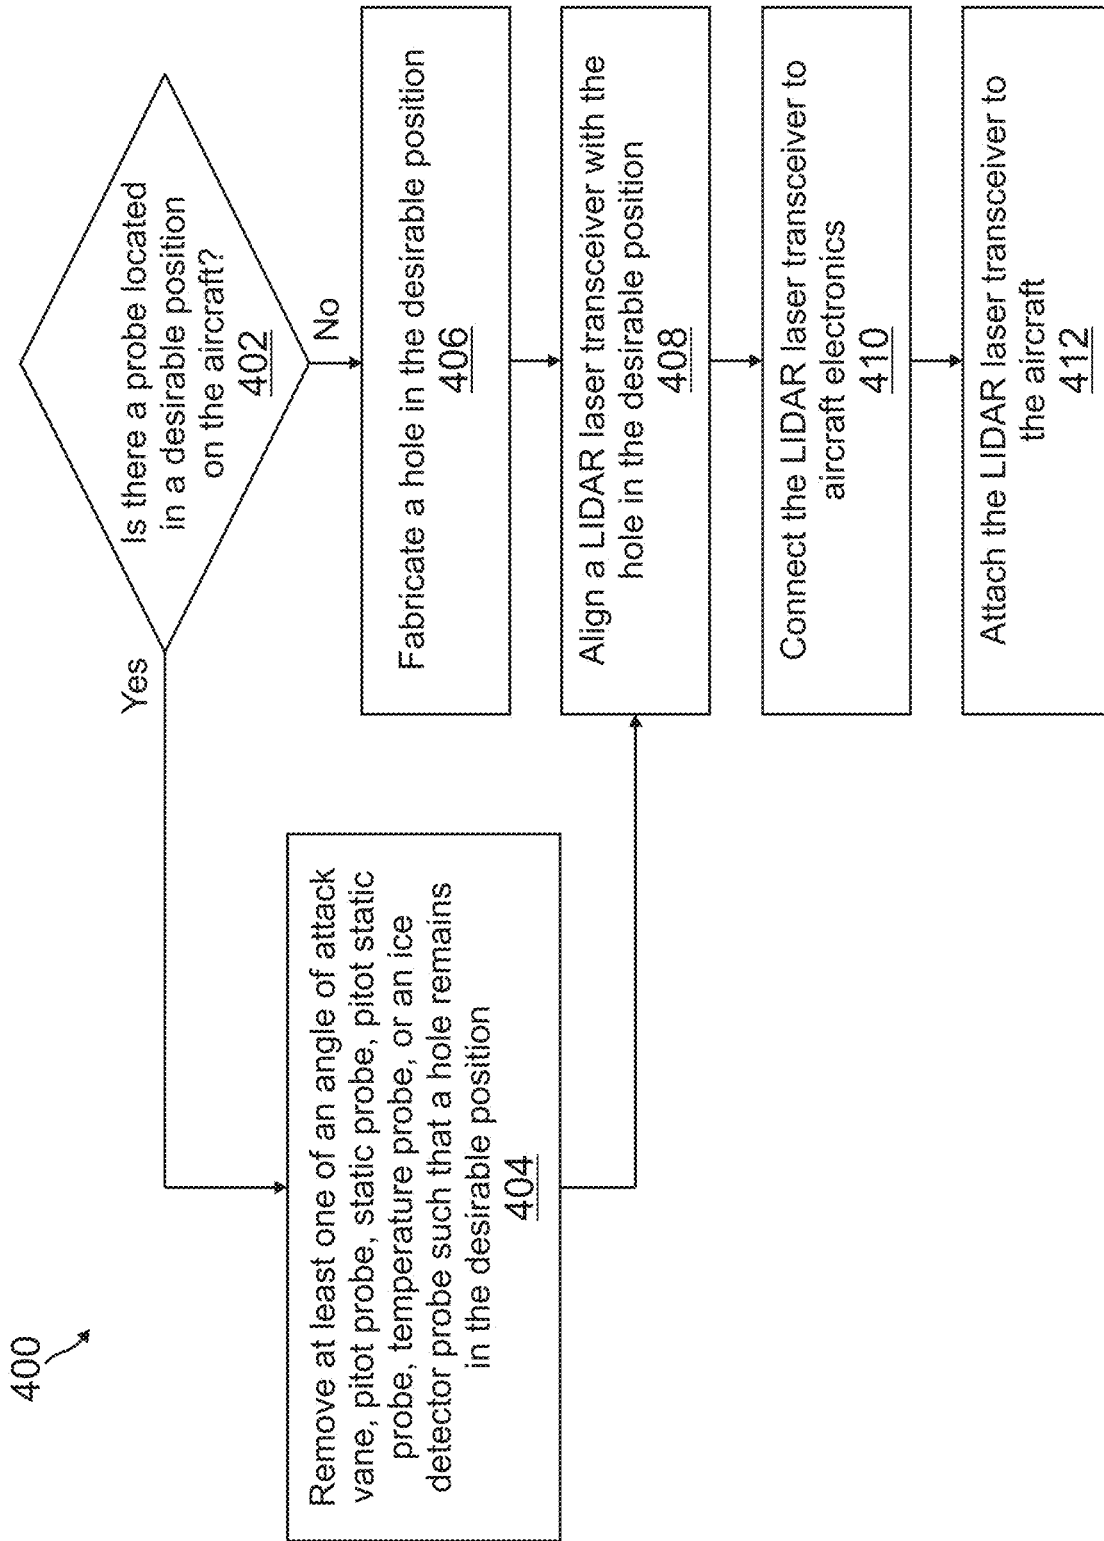 400
Is there a probe located
in a desirable position
on the aircraft?
402
Yes
No
Remove at least one of an angle of attack
vane, pitot probe, static probe, pitot static
probe, temperature probe, or an ice
detector probe such that a hole remains
in the desirable position
404
Fabricate a hole in the desirable position
406
Align a LIDAR laser transceiver with the
hole in the desirable position
408
Connect the LIDAR laser transceiver to
aircraft electronics
410
Attach the LIDAR laser transceiver to
the aircraft
412